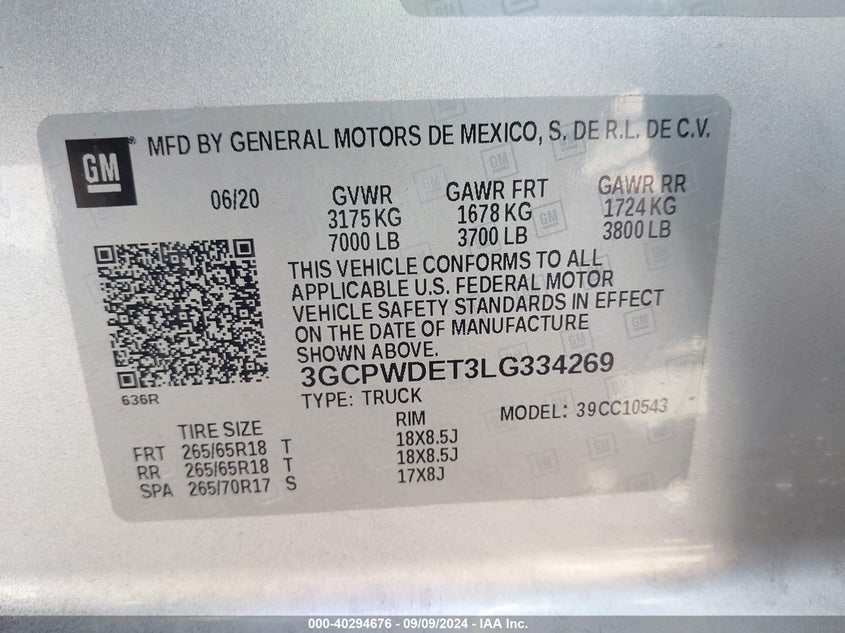 GM
MFD BY GENERAL MOTORS DE MEXICO, S. DE R.L. DE C.V.
06/20 GVWR GAWR FRT GAWR RR
3175 KG 1678 KG 1724 KG
7000 LB 3700 LB 3800 LB
THIS VEHICLE CONFORMS TO ALL
APPLICABLE U.S. FEDERAL MOTOR
VEHICLE SAFETY STANDARDS IN EFFECT
ON THE DATE OF MANUFACTURE
SHOWN ABOVE.
3GCPWDET3LG334269
636R
TYPE: TRUCK
MODEL: 39CC10543
TIRE SIZE RIM
FRT 265/65R18 T 18X8.5J
RR 265/65R18 T 18X8.5J
SPA 265/70R17 S 17X8J
000-40294676 - 09/09/2024 - IAAI.com